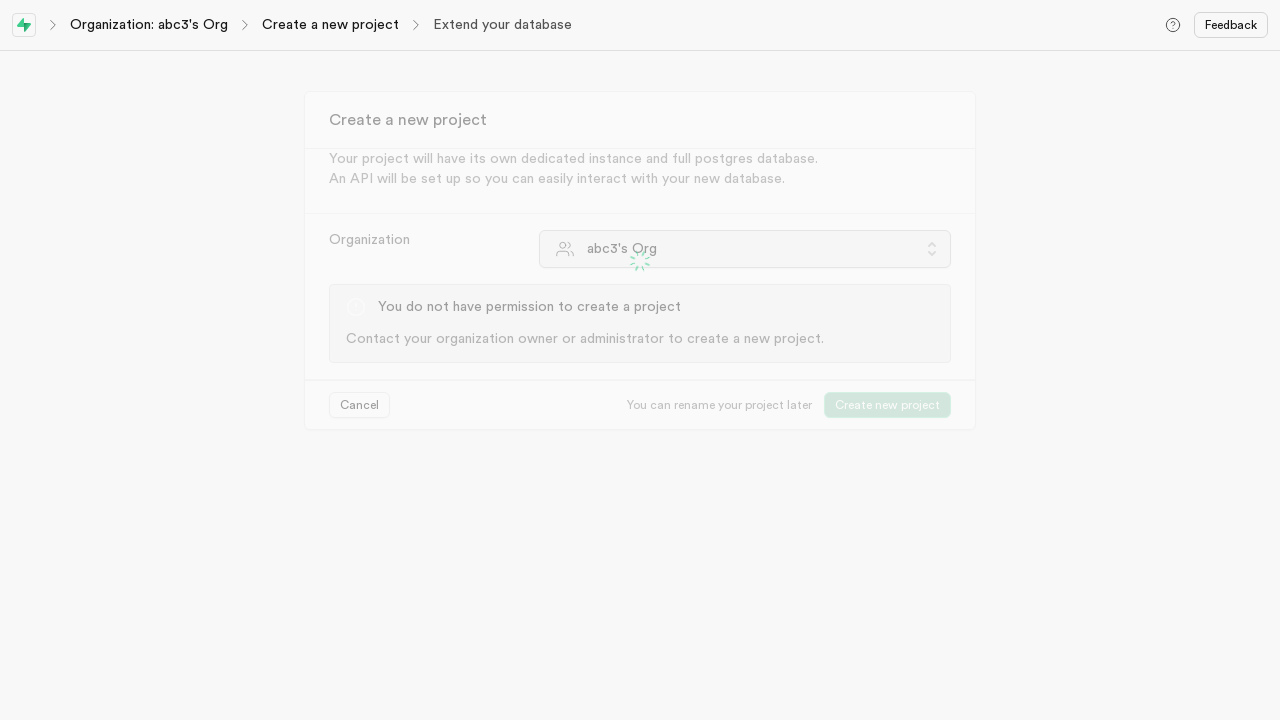 Organization: abc3's Org
Create a new project
Extend your database
Feedback
Create a new project
Your project will have its own dedicated instance and full postgres database.
An API will be set up so you can easily interact with your new database.
Organization
abc3's Org
You do not have permission to create a project
Contact your organization owner or administrator to create a new project.
Cancel
You can rename your project later
Create new project